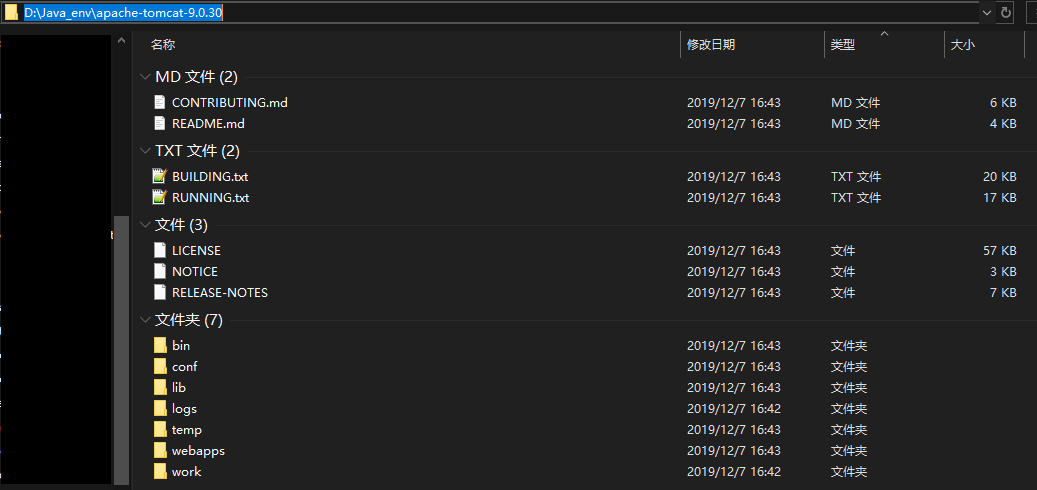 D:\Java_env\apache-tomcat-9.0.30
名称 修改日期 类型 大小
MD 文件 (2)
CONTRIBUTING.md 2019/12/7 16:43 MD 文件 6 KB
README.md 2019/12/7 16:43 MD 文件 4 KB
TXT 文件 (2)
BUILDING.txt 2019/12/7 16:43 TXT 文件 20 KB
RUNNING.txt 2019/12/7 16:43 TXT 文件 17 KB
文件 (3)
LICENSE 2019/12/7 16:43 文件 57 KB
NOTICE 2019/12/7 16:43 文件 3 KB
RELEASE-NOTES 2019/12/7 16:43 文件 7 KB
文件夹 (7)
bin 2019/12/7 16:43 文件夹
conf 2019/12/7 16:43 文件夹
lib 2019/12/7 16:43 文件夹
logs 2019/12/7 16:42 文件夹
temp 2019/12/7 16:43 文件夹
webapps 2019/12/7 16:43 文件夹
work 2019/12/7 16:42 文件夹